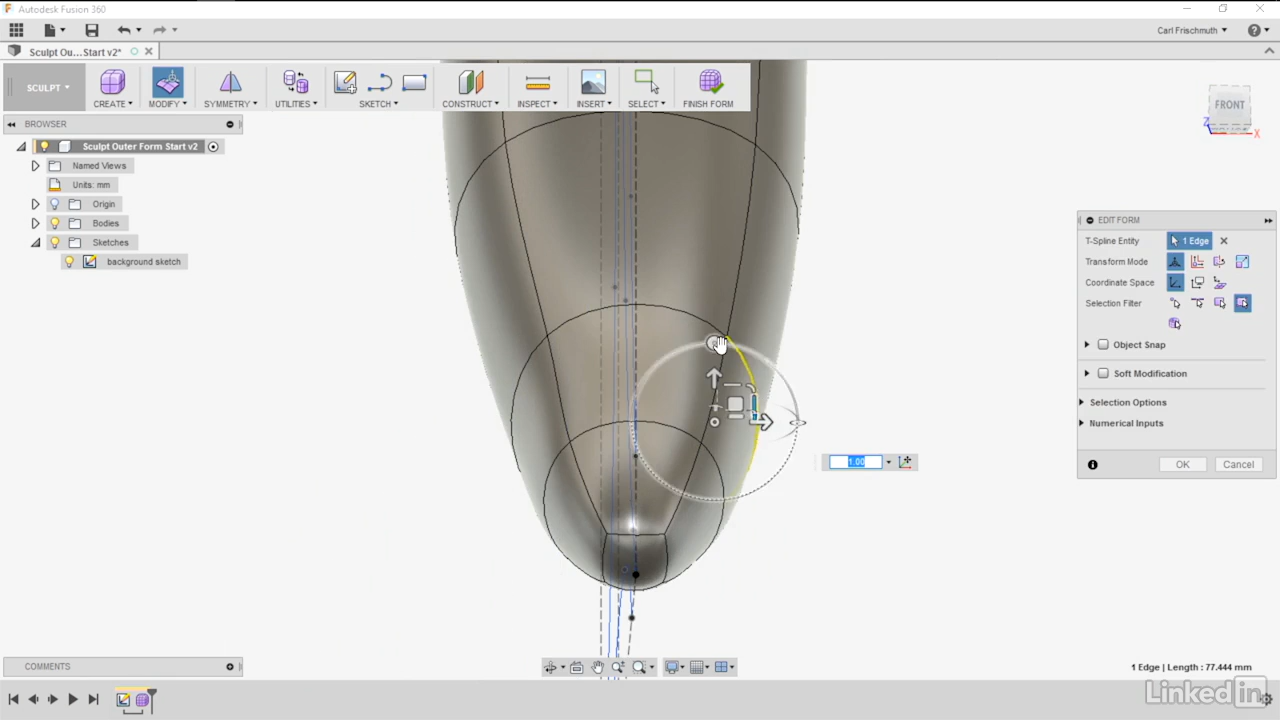 Autodesk Fusion 360
Carl Frischmuth
Sculpt Ou...Start v2*
SCULPT
CREATE
MODIFY
SYMMETRY
UTILITIES
SKETCH
CONSTRUCT
INSPECT
INSERT
SELECT
FINISH FORM
BROWSER
Sculpt Outer Form Start v2
Named Views
Units: mm
Origin
Bodies
Sketches
background sketch
FRONT
Z
X
EDIT FORM
T-Spline Entity
1 Edge
Transform Mode
Coordinate Space
Selection Filter
Object Snap
Soft Modification
Selection Options
Numerical Inputs
OK
Cancel
1.00
COMMENTS
1 Edge | Length : 77.444 mm
LinkedIn